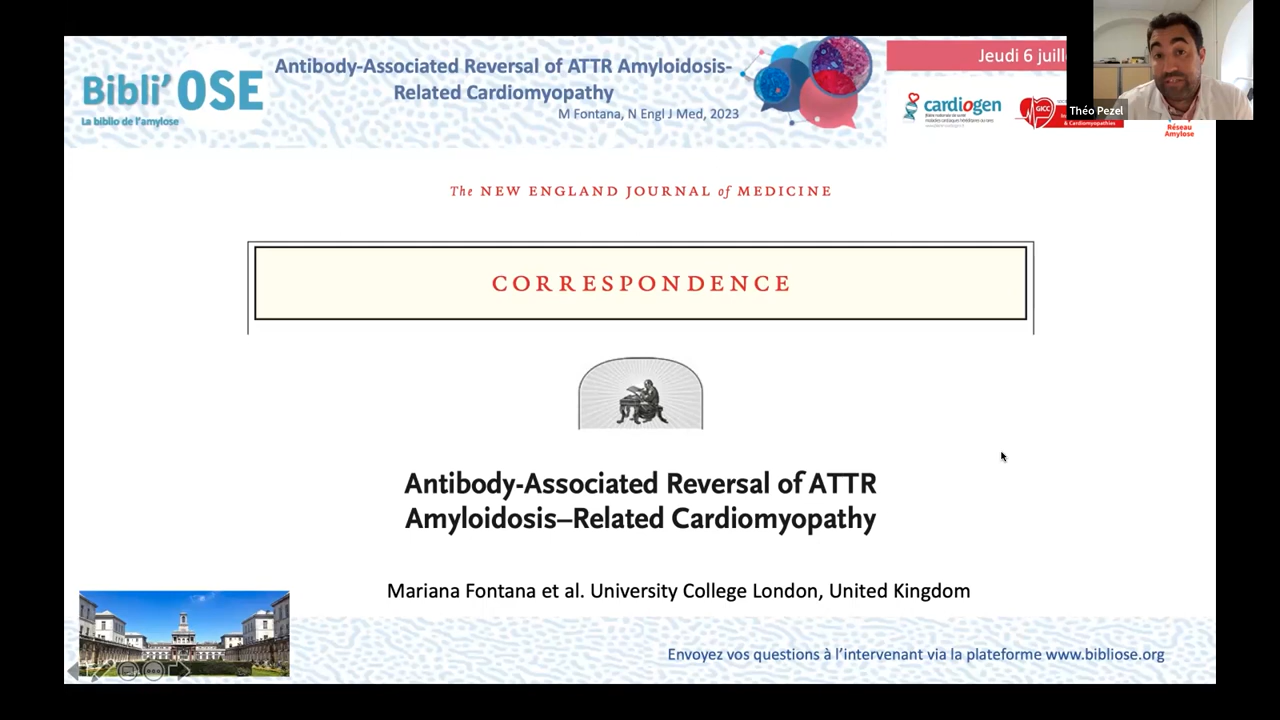 Bibli'OSE
La biblio de l'amylose
Antibody-Associated Reversal of ATTR Amyloidosis-
Related Cardiomyopathy
M Fontana, N Engl J Med, 2023
Jeudi 6 juill
cardiogen
GICC
& Cardiomyopathies
Réseau
Amylose
Théo Pezel
The NEW ENGLAND JOURNAL of MEDICINE
CORRESPONDENCE
Antibody-Associated Reversal of ATTR
Amyloidosis–Related Cardiomyopathy
Mariana Fontana et al. University College London, United Kingdom
Envoyez vos questions à l'intervenant via la plateforme www.bibliose.org